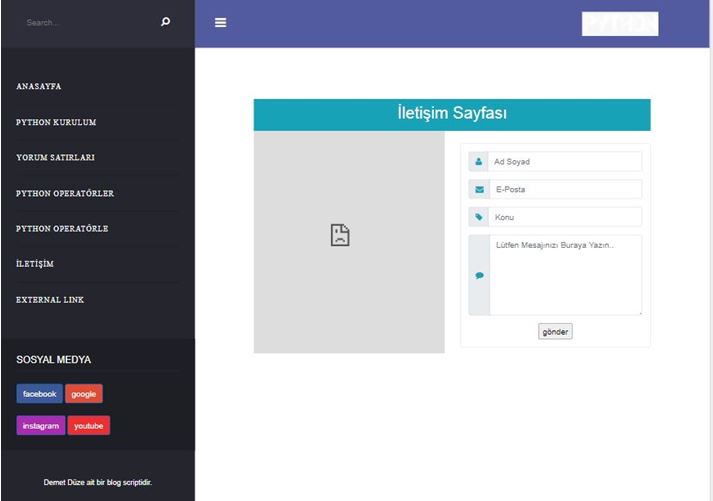 Search...
ANASAYFA
PYTHON KURULUM
YORUM SATIRLARI
PYTHON OPERATÖRLER
PYTHON OPERATÖRLE
İLETİŞİM
EXTERNAL LINK
SOSYAL MEDYA
facebook google
instagram youtube
Demet Düze ait bir blog scriptidir.
İletişim Sayfası
Ad Soyad
E-Posta
Konu
Lütfen Mesajınızı Buraya Yazın..
gönder